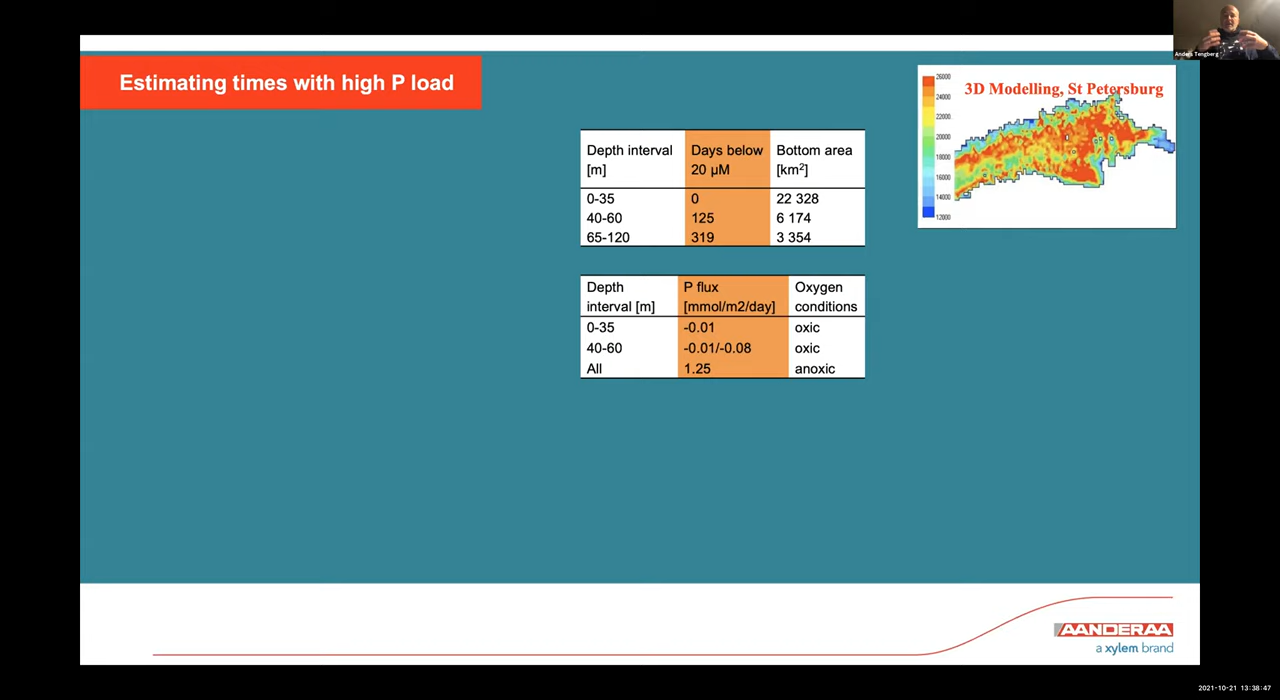 Anders Tengberg
Estimating times with high P load
3D Modelling, St Petersburg
26000
24000
22000
20000
18000
16000
14000
12000
Depth interval [m] Days below 20 µM Bottom area [km²]
0-35 0 22 328
40-60 125 6 174
65-120 319 3 354
Depth interval [m] P flux [mmol/m2/day] Oxygen conditions
0-35 -0.01 oxic
40-60 -0.01/-0.08 oxic
All 1.25 anoxic
AANDERAA
a xylem brand
2021-10-21 13:38:47